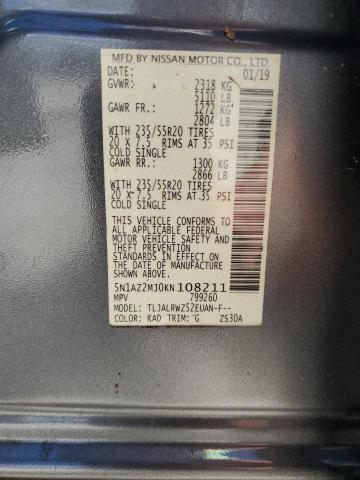 MFD BY NISSAN MOTOR CO., LTD.
DATE: 01/19
GVWR: 2318 KG
5110 LB
GAWR FR.: 1272 KG
2804 LB
WITH 235/55R20 TIRES
20 X 7.5 RIMS AT 35 PSI
COLD SINGLE
GAWR RR.: 1300 KG
2866 LB
WITH 235/55R20 TIRES
20 X 7.5 RIMS AT 35 PSI
COLD SINGLE
THIS VEHICLE CONFORMS TO
ALL APPLICABLE FEDERAL
MOTOR VEHICLE SAFETY AND
THEFT PREVENTION
STANDARDS IN EFFECT ON
THE DATE OF MANUFACTURE
SHOWN ABOVE.
5N1AZ2MJ0KN108211
MPV 799260
MODEL: TLJALRWZ52EUAN-F--
COLOR: KAD TRIM: G ZS3DA